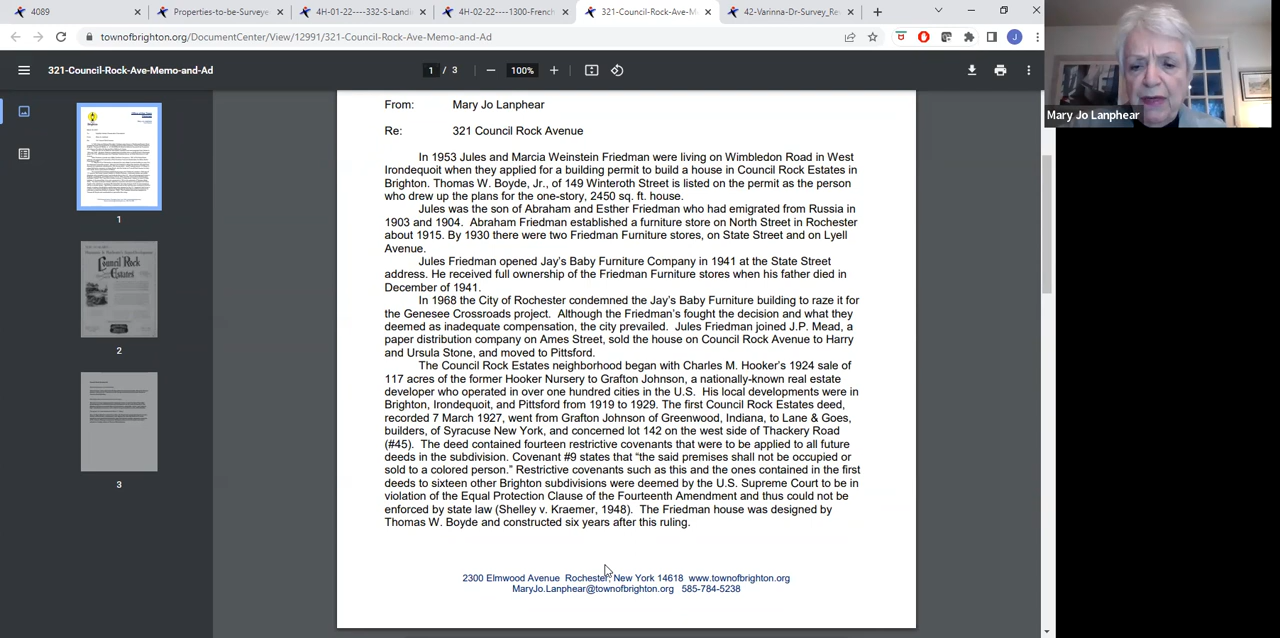 4089
Properties-to-be-Surveye
4H-01-22----332-S-Landi
4H-02-22----1300-French
321-Council-Rock-Ave-M
42-Varinna-Dr-Survey_Re
townofbrighton.org/DocumentCenter/View/12991/321-Council-Rock-Ave-Memo-and-Ad
J
321-Council-Rock-Ave-Memo-and-Ad
1 / 3
100%
Mary Jo Lanphear
From: Mary Jo Lanphear
Re: 321 Council Rock Avenue
In 1953 Jules and Marcia Weinstein Friedman were living on Wimbledon Road in West
Irondequoit when they applied for a building permit to build a house in Council Rock Estates in
Brighton. Thomas W. Boyde, Jr., of 149 Winteroth Street is listed on the permit as the person
who drew up the plans for the one-story, 2450 sq. ft. house.
Jules was the son of Abraham and Esther Friedman who had emigrated from Russia in
1903 and 1904. Abraham Friedman established a furniture store on North Street in Rochester
about 1915. By 1930 there were two Friedman Furniture stores, on State Street and on Lyell
Avenue.
Jules Friedman opened Jay's Baby Furniture Company in 1941 at the State Street
address. He received full ownership of the Friedman Furniture stores when his father died in
December of 1941.
In 1968 the City of Rochester condemned the Jay's Baby Furniture building to raze it for
the Genesee Crossroads project. Although the Friedman's fought the decision and what they
deemed as inadequate compensation, the city prevailed. Jules Friedman joined J.P. Mead, a
paper distribution company on Ames Street, sold the house on Council Rock Avenue to Harry
and Ursula Stone, and moved to Pittsford.
The Council Rock Estates neighborhood began with Charles M. Hooker's 1924 sale of
117 acres of the former Hooker Nursery to Grafton Johnson, a nationally-known real estate
developer who operated in over one hundred cities in the U.S. His local developments were in
Brighton, Irondequoit, and Pittsford from 1919 to 1929. The first Council Rock Estates deed,
recorded 7 March 1927, went from Grafton Johnson of Greenwood, Indiana, to Lane & Goes,
builders, of Syracuse New York, and concerned lot 142 on the west side of Thackery Road
(#45). The deed contained fourteen restrictive covenants that were to be applied to all future
deeds in the subdivision. Covenant #9 states that “the said premises shall not be occupied or
sold to a colored person.” Restrictive covenants such as this and the ones contained in the first
deeds to sixteen other Brighton subdivisions were deemed by the U.S. Supreme Court to be in
violation of the Equal Protection Clause of the Fourteenth Amendment and thus could not be
enforced by state law (Shelley v. Kraemer, 1948). The Friedman house was designed by
Thomas W. Boyde and constructed six years after this ruling.
2300 Elmwood Avenue Rochester, New York 14618 www.townofbrighton.org
MaryJo.Lanphear@townofbrighton.org 585-784-5238
Council Rock
Estates
1
2
3